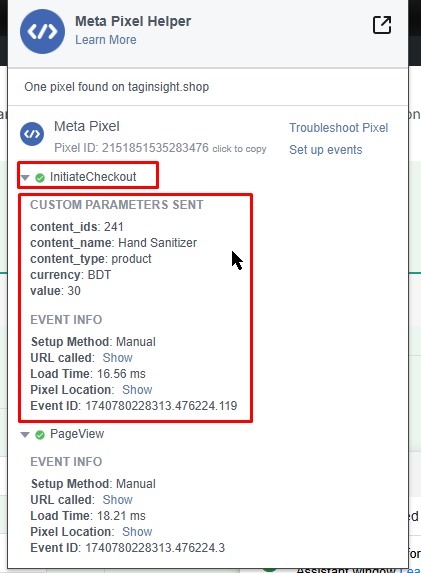 Meta Pixel Helper
Learn More
One pixel found on taginsight.shop
Meta Pixel
Troubleshoot Pixel
Pixel ID: 2151851535283476 click to copy
Set up events
InitiateCheckout
CUSTOM PARAMETERS SENT
content_ids: 241
content_name: Hand Sanitizer
content_type: product
currency: BDT
value: 30
EVENT INFO
Setup Method: Manual
URL called: Show
Load Time: 16.56 ms
Pixel Location: Show
Event ID: 1740780228313.476224.119
PageView
EVENT INFO
Setup Method: Manual
URL called: Show
Load Time: 18.21 ms
Pixel Location: Show
Event ID: 1740780228313.476224.3